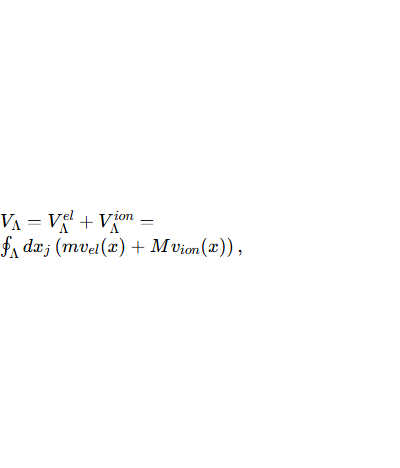 V_Λ = V_Λ^{el} + V_Λ^{ion} =
∮_Λ dx_j (mv_{el}(x) + Mv_{ion}(x)) ,